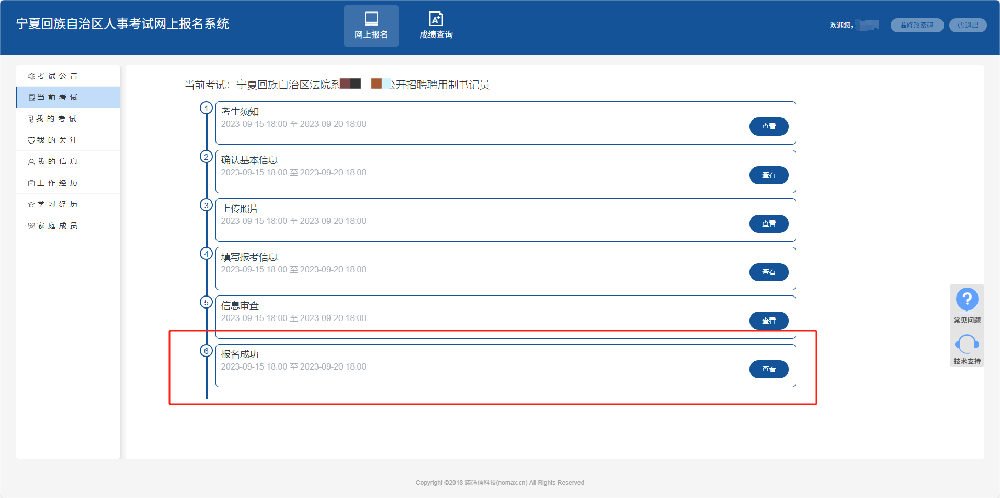 宁夏回族自治区人事考试网上报名系统
网上报名
成绩查询
欢迎您，
修改密码
退出
考试公告
当前考试
我的考试
我的关注
我的信息
工作经历
学习经历
家庭成员
当前考试：宁夏回族自治区法院系 公开招聘聘用制书记员
1
考生须知
2023-09-15 18:00 至 2023-09-20 18:00
查看
2
确认基本信息
2023-09-15 18:00 至 2023-09-20 18:00
查看
3
上传照片
2023-09-15 18:00 至 2023-09-20 18:00
查看
4
填写报考信息
2023-09-15 18:00 至 2023-09-20 18:00
查看
5
信息审查
2023-09-15 18:00 至 2023-09-20 18:00
查看
6
报名成功
2023-09-15 18:00 至 2023-09-20 18:00
查看
常见问题
技术支持
Copyright ©2018 诺码信科技(nomax.cn) All Rights Reserved